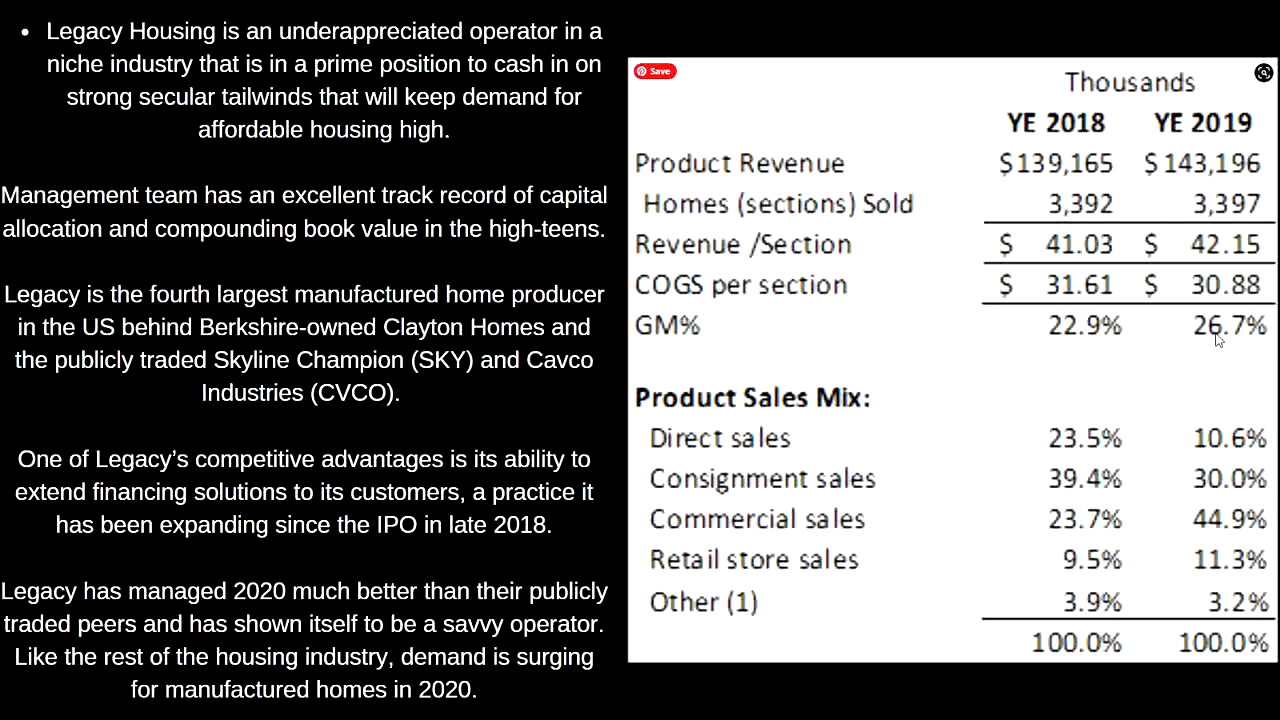 • Legacy Housing is an underappreciated operator in a
niche industry that is in a prime position to cash in on
strong secular tailwinds that will keep demand for
affordable housing high.
Management team has an excellent track record of capital
allocation and compounding book value in the high-teens.
Legacy is the fourth largest manufactured home producer
in the US behind Berkshire-owned Clayton Homes and
the publicly traded Skyline Champion (SKY) and Cavco
Industries (CVCO).
One of Legacy’s competitive advantages is its ability to
extend financing solutions to its customers, a practice it
has been expanding since the IPO in late 2018.
Legacy has managed 2020 much better than their publicly
traded peers and has shown itself to be a savvy operator.
Like the rest of the housing industry, demand is surging
for manufactured homes in 2020.
Save
Thousands
YE 2018 YE 2019
Product Revenue $139,165 $143,196
Homes (sections) Sold 3,392 3,397
Revenue /Section $ 41.03 $ 42.15
COGS per section $ 31.61 $ 30.88
GM% 22.9% 26.7%
Product Sales Mix:
Direct sales 23.5% 10.6%
Consignment sales 39.4% 30.0%
Commercial sales 23.7% 44.9%
Retail store sales 9.5% 11.3%
Other (1) 3.9% 3.2%
100.0% 100.0%